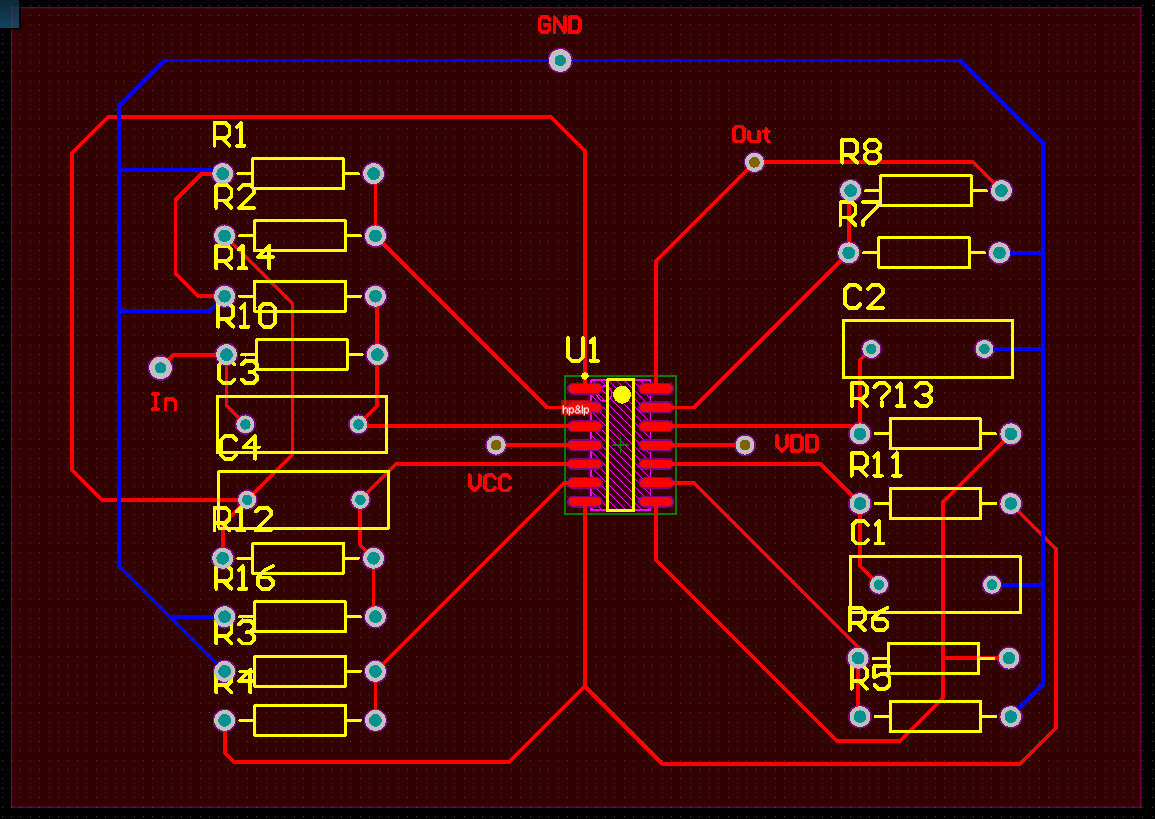 GND
Out
R1
R8
R2
R7
R14
C2
R10
U1
C3
R?13
In
hp&lp
C4
VDD
R11
VCC
R12
C1
R16
R6
R3
R5
R4